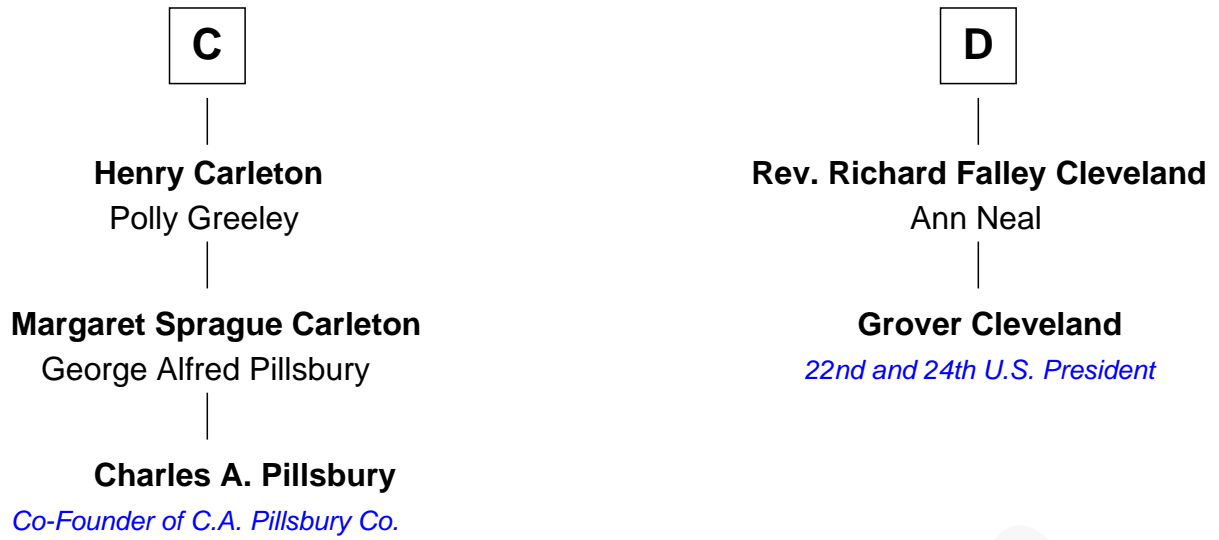 C
D
Henry Carleton
Polly Greeley
Rev. Richard Falley Cleveland
Ann Neal
Margaret Sprague Carleton
George Alfred Pillsbury
Grover Cleveland
22nd and 24th U.S. President
Charles A. Pillsbury
Co-Founder of C.A. Pillsbury Co.